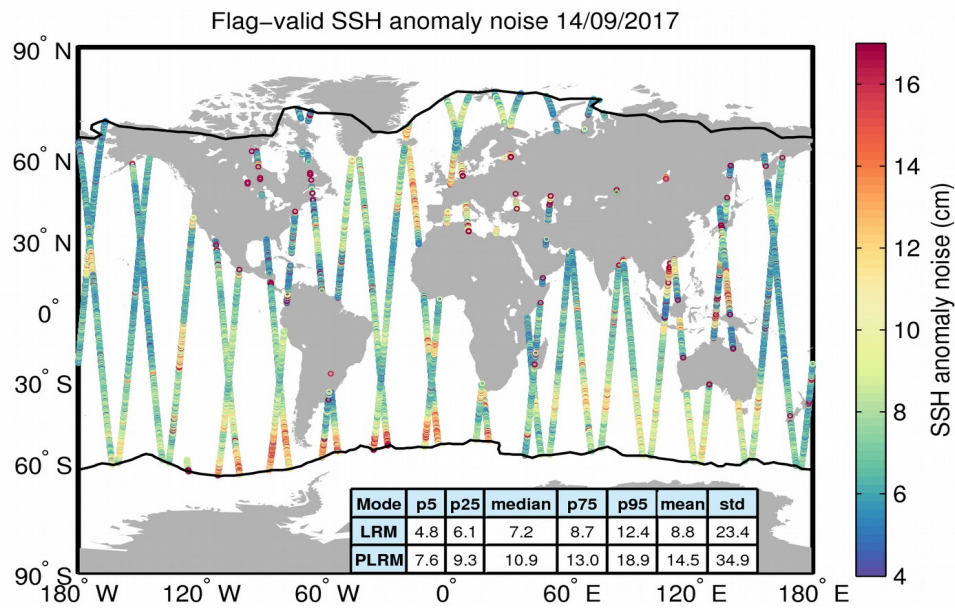 Flag-valid SSH anomaly noise 14/09/2017
90° N
60° N
30° N
0°
30° S
60° S
90° S
180° W
120° W
60° W
0°
60° E
120° E
180° E
Mode p5 p25 median p75 p95 mean std
LRM 4.8 6.1 7.2 8.7 12.4 8.8 23.4
PLRM 7.6 9.3 10.9 13.0 18.9 14.5 34.9
16
14
12
10
8
6
4
SSH anomaly noise (cm)